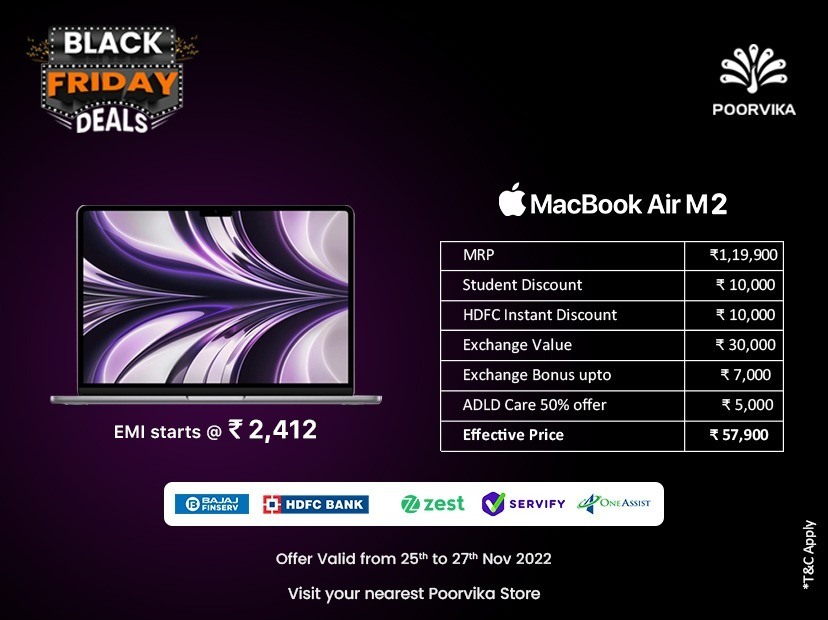 BLACK
FRIDAY
DEALS
POORVIKA
MacBook Air M2
MRP ₹1,19,900
Student Discount ₹ 10,000
HDFC Instant Discount ₹ 10,000
Exchange Value ₹ 30,000
Exchange Bonus upto ₹ 7,000
ADLD Care 50% offer ₹ 5,000
Effective Price ₹ 57,900
EMI starts @ ₹ 2,412
BAJAJ
FINSERV
HDFC BANK
zest
SERVIFY
ONEASSIST
Offer Valid from 25th to 27th Nov 2022
Visit your nearest Poorvika Store
*T&C Apply